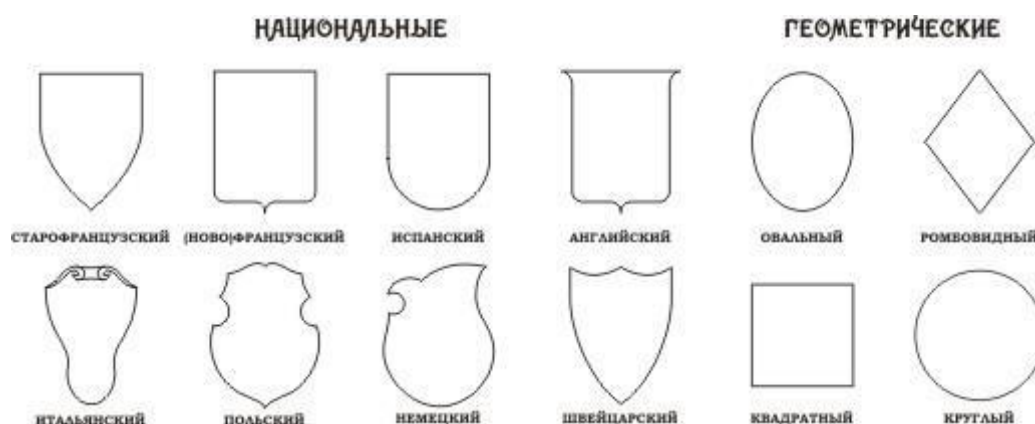 НАЦИОНАЛЬНЫЕ ГЕОМЕТРИЧЕСКИЕ
СТАРОФРАНЦУЗСКИЙ (НОВО)ФРАНЦУЗСКИЙ ИСПАНСКИЙ АНГЛИЙСКИЙ ОВАЛЬНЫЙ РОМБОВИДНЫЙ
ИТАЛЬЯНСКИЙ ПОЛЬСКИЙ НЕМЕЦКИЙ ШВЕЙЦАРСКИЙ КВАДРАТНЫЙ КРУГЛЫЙ